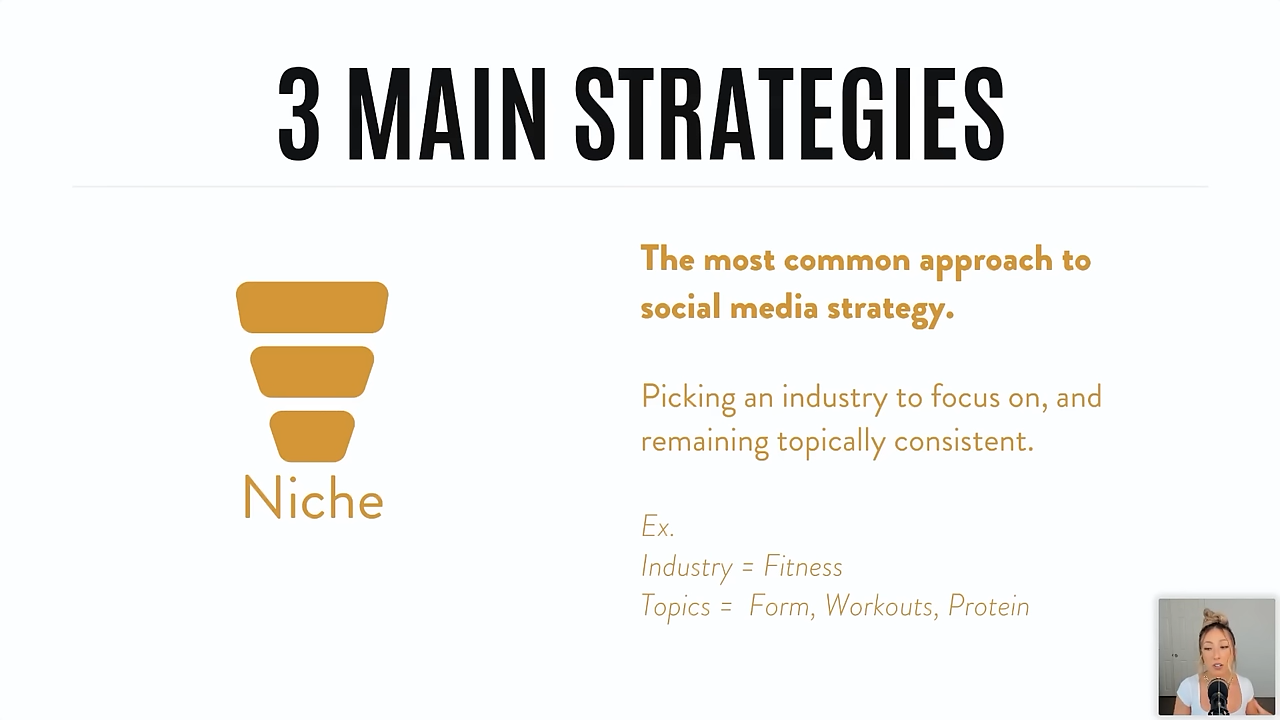 3 MAIN STRATEGIES
The most common approach to
social media strategy.
Picking an industry to focus on, and
remaining topically consistent.
Ex.
Industry = Fitness
Topics = Form, Workouts, Protein
Niche